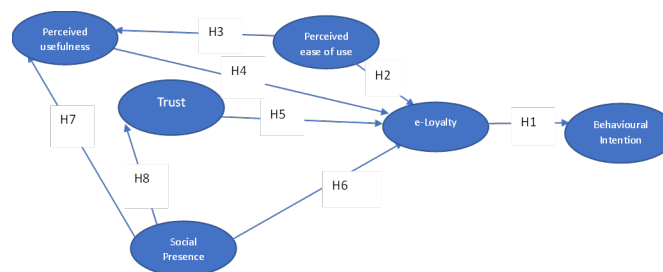 Perceived
usefulness
H3
Perceived
ease of use
H4
H2
Trust
H5
e-Loyalty
H1
Behavioural
Intention
H7
H8
H6
Social
Presence